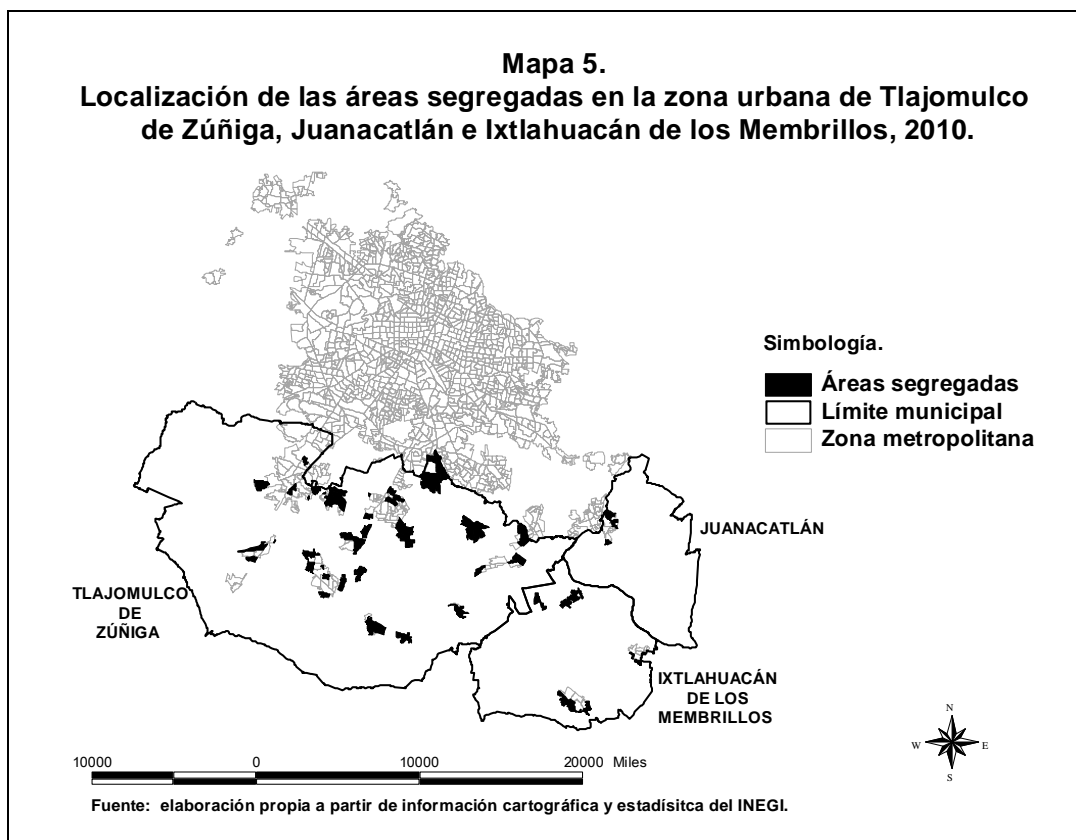 Mapa 5.
Localización de las áreas segregadas en la zona urbana de Tlajomulco
de Zúñiga, Juanacatlán e Ixtlahuacán de los Membrillos, 2010.
Simbología.
Áreas segregadas
Límite municipal
Zona metropolitana
JUANACATLÁN
TLAJOMULCO
DE
ZÚÑIGA
IXTLAHUACÁN
DE LOS
MEMBRILLOS
N
W E
S
10000 0 10000 20000 Miles
Fuente: elaboración propia a partir de información cartográfica y estadísitca del INEGI.